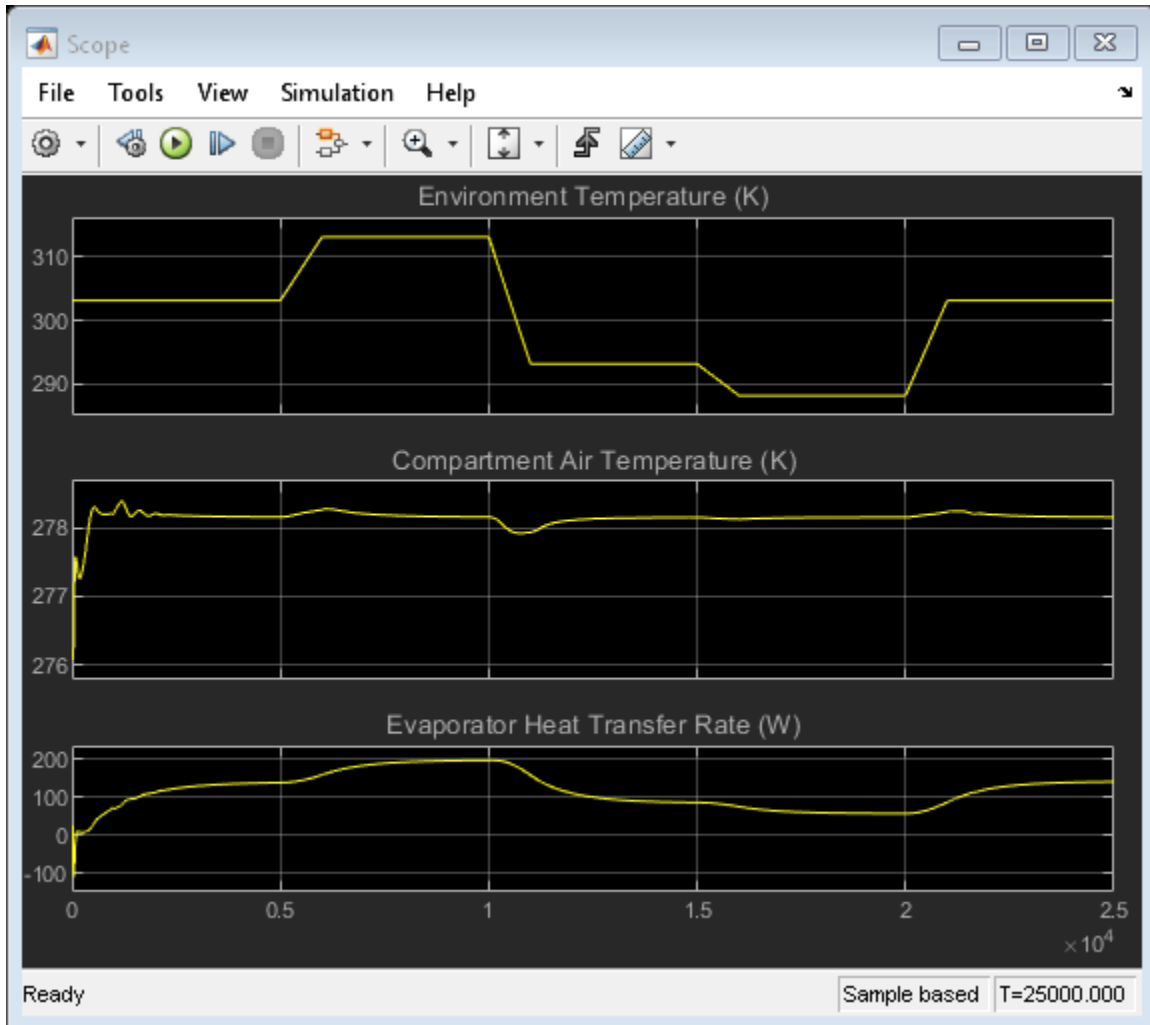 Scope
File Tools View Simulation Help
Environment Temperature (K)
310
300
290
Compartment Air Temperature (K)
278
277
276
Evaporator Heat Transfer Rate (W)
200
100
0
-100
0 0.5 1 1.5 2 2.5
×10⁴
Ready Sample based T=25000.000